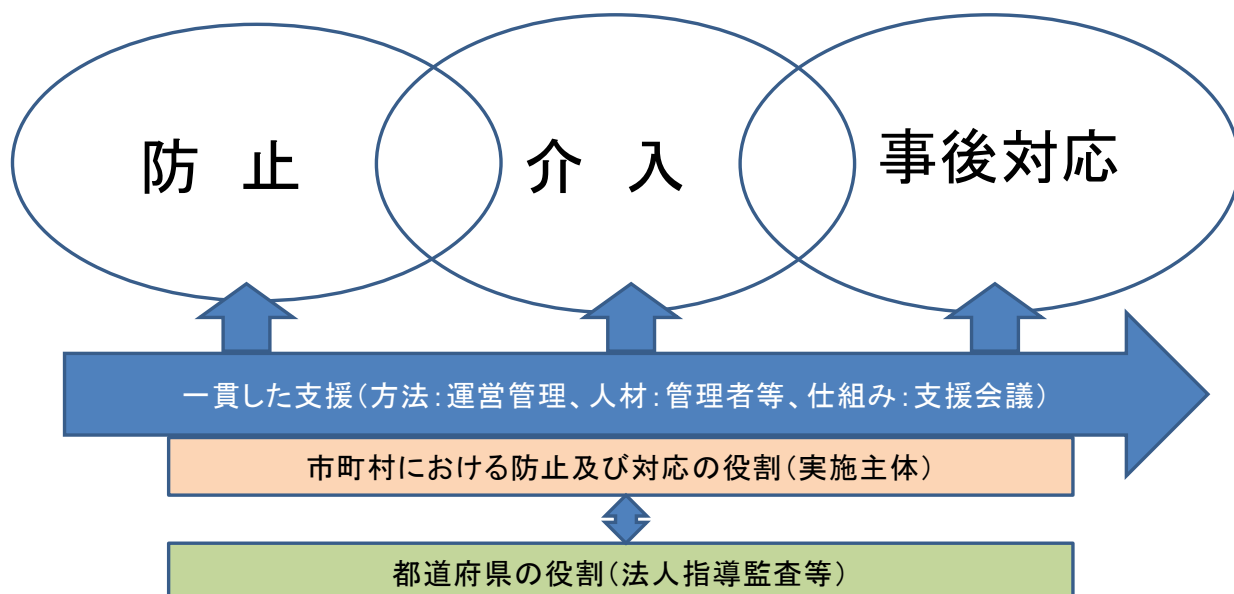 防 止
介 入
事後対応
一貫した支援(方法:運営管理、人材:管理者等、仕組み:支援会議)
市町村における防止及び対応の役割(実施主体)
都道府県の役割(法人指導監査等)